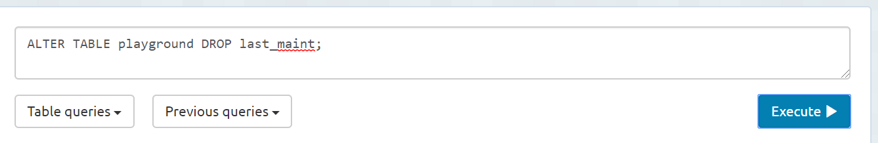 ALTER TABLE playground DROP last_maint;
Table queries Previous queries Execute